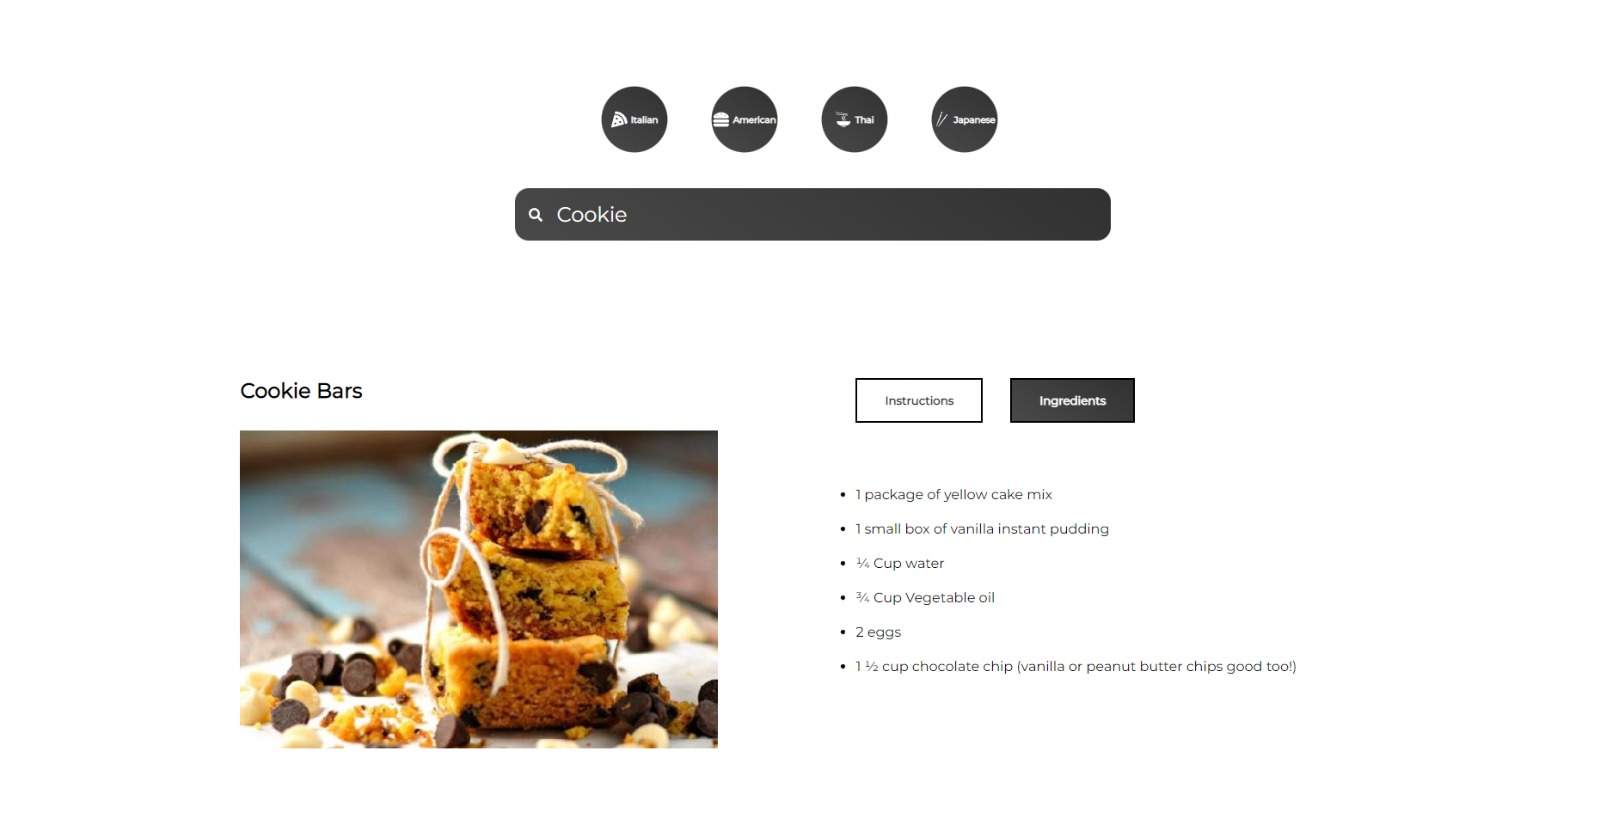 Italian
American
Thai
Japanese
Cookie
Cookie Bars
Instructions
Ingredients
1 package of yellow cake mix
1 small box of vanilla instant pudding
¼ Cup water
¾ Cup Vegetable oil
2 eggs
1 ½ cup chocolate chip (vanilla or peanut butter chips good too!)